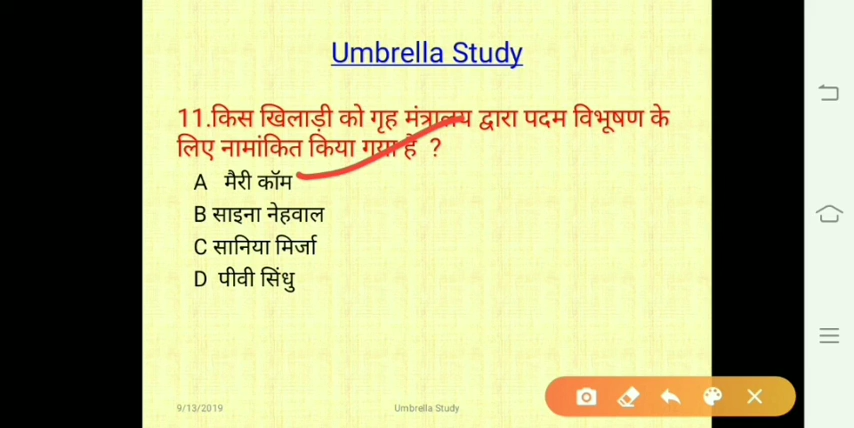 Umbrella Study
11.किस खिलाड़ी को गृह मंत्रालय द्वारा पदम विभूषण के
लिए नामांकित किया गया है ?
A मैरी कॉम
B साइना नेहवाल
C सानिया मिर्जा
D पीवी सिंधु
9/13/2019 Umbrella Study